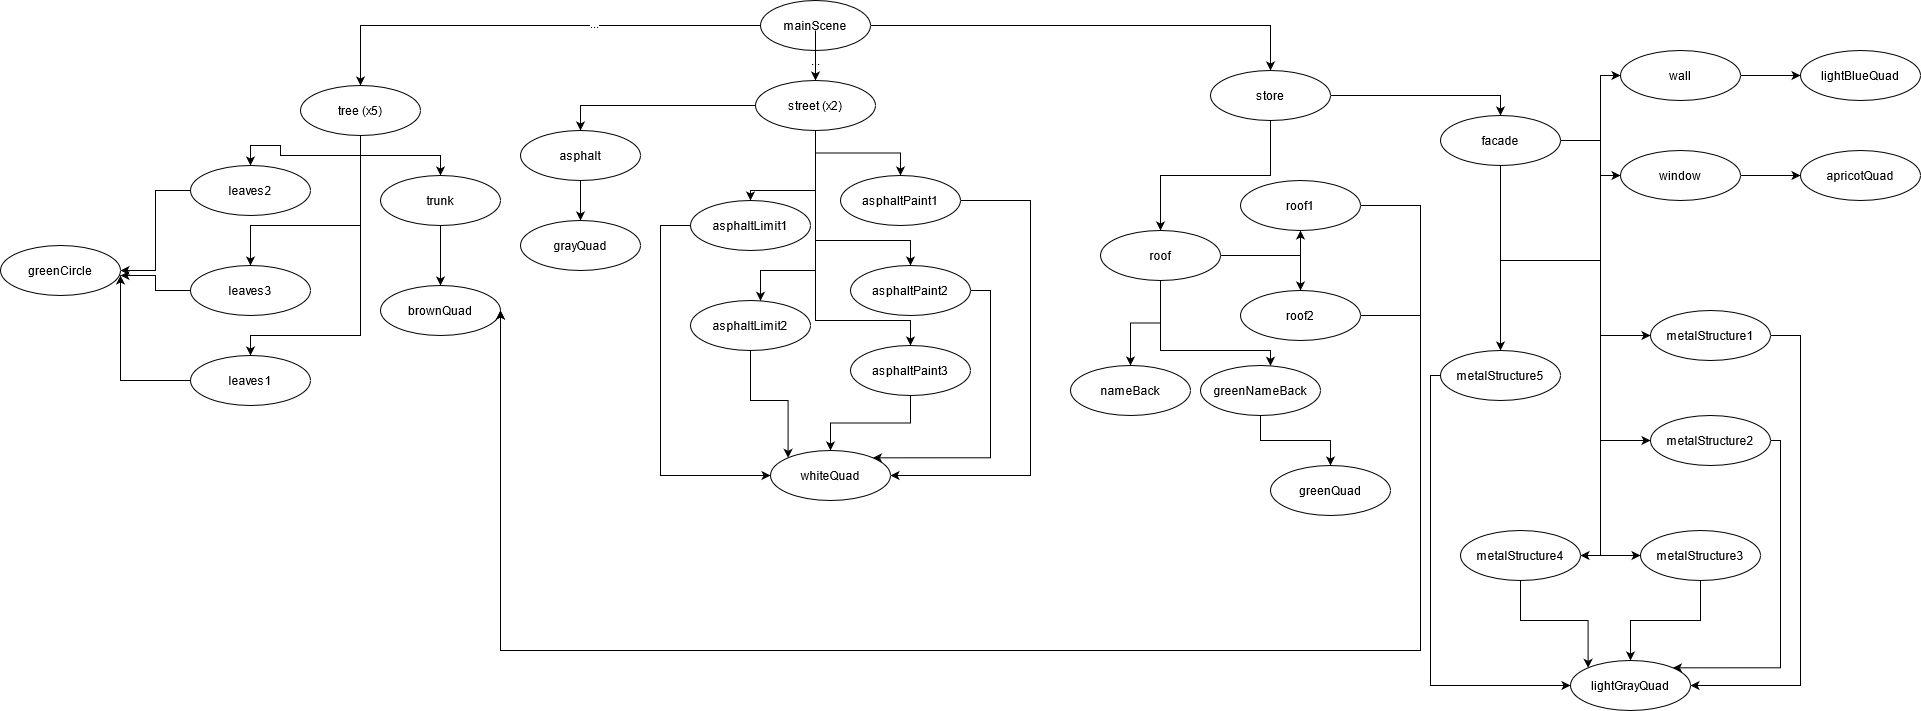 mainScene
...
...
tree (x5)
street (x2)
store
wall
lightBlueQuad
facade
asphalt
window
apricotQuad
leaves2
trunk
asphaltPaint1
roof1
asphaltLimit1
grayQuad
roof
greenCircle
leaves3
asphaltPaint2
brownQuad
roof2
asphaltLimit2
metalStructure1
asphaltPaint3
metalStructure5
leaves1
nameBack
greenNameBack
metalStructure2
whiteQuad
greenQuad
metalStructure4
metalStructure3
lightGrayQuad